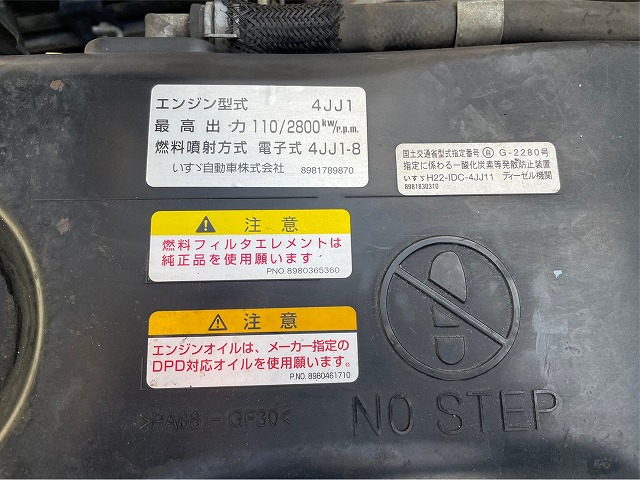 エンジン型式 4JJ1
最高出力 110/2800kw/r.p.m.
燃料噴射方式 電子式 4JJ1-8
いすゞ自動車株式会社 8981789870
国土交通省型式指定番号 G-2280号
指定に係わる一酸化炭素等発散防止装置
いすゞH22-IDC-4JJ11 ディーゼル機関
8981830310
注意
燃料フィルタエレメントは
純正品を使用願います
PNO.8980365360
注意
エンジンオイルは、メーカー指定の
DPD対応オイルを使用願います。
P.NO.8980461710
>PA66-GF30<
NO STEP